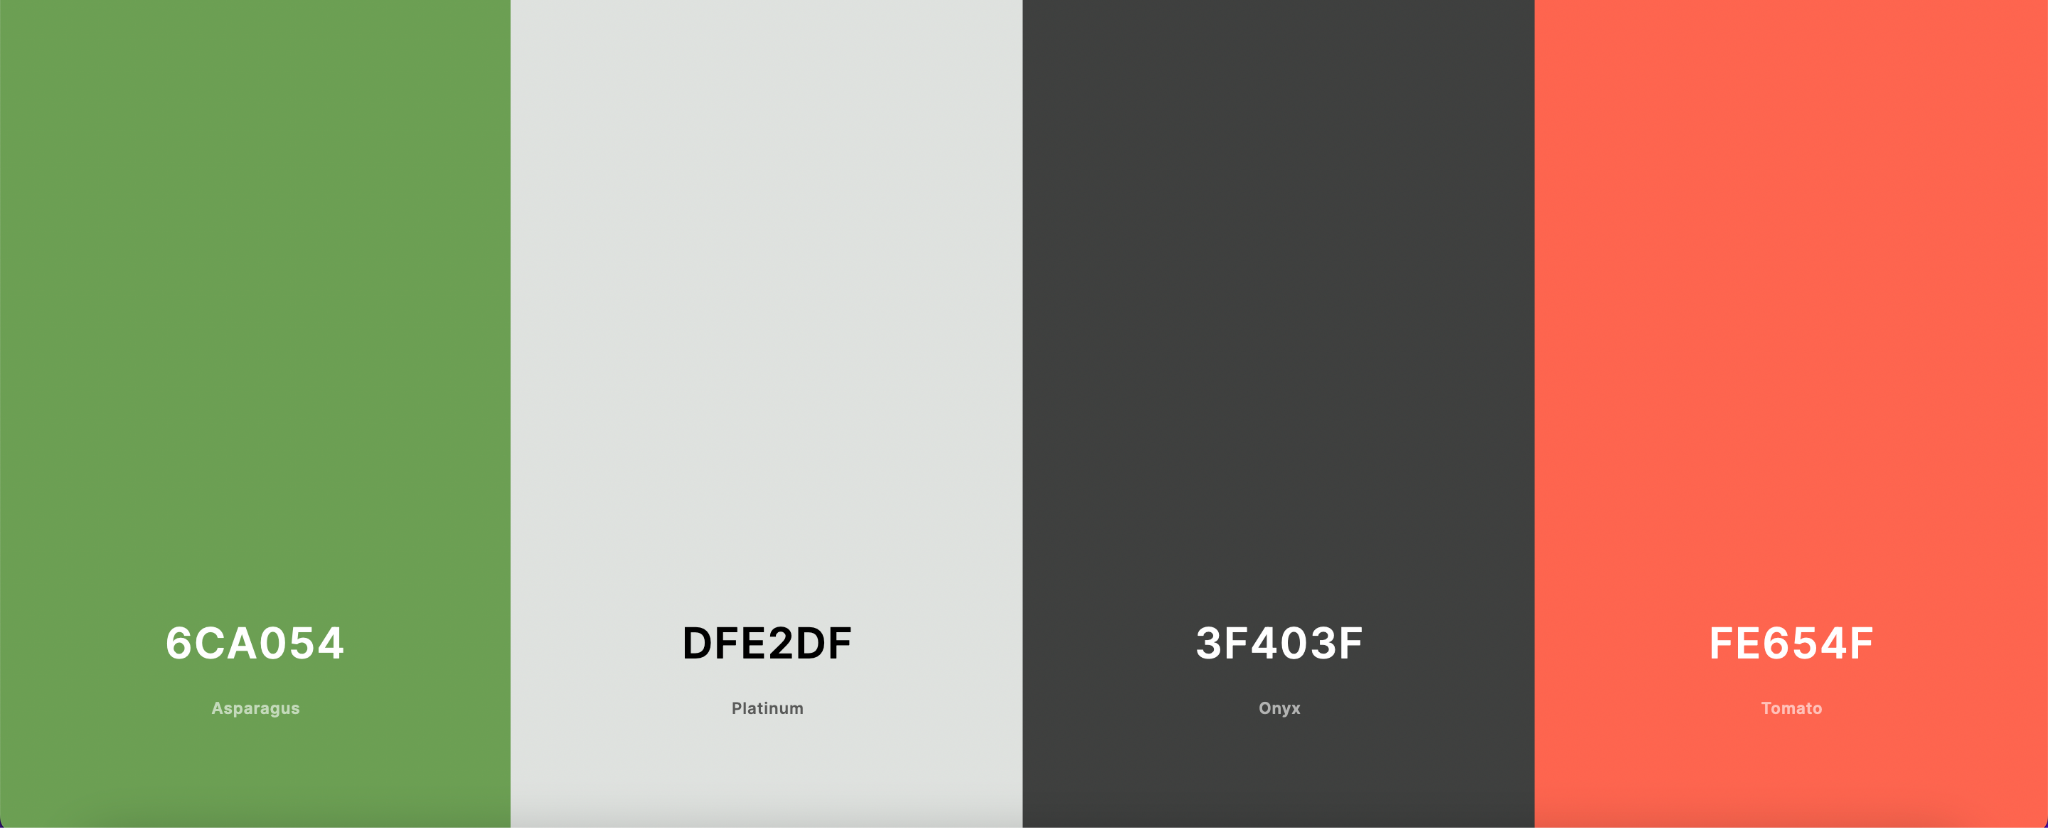 6CA054
Asparagus
DFE2DF
Platinum
3F403F
Onyx
FE654F
Tomato